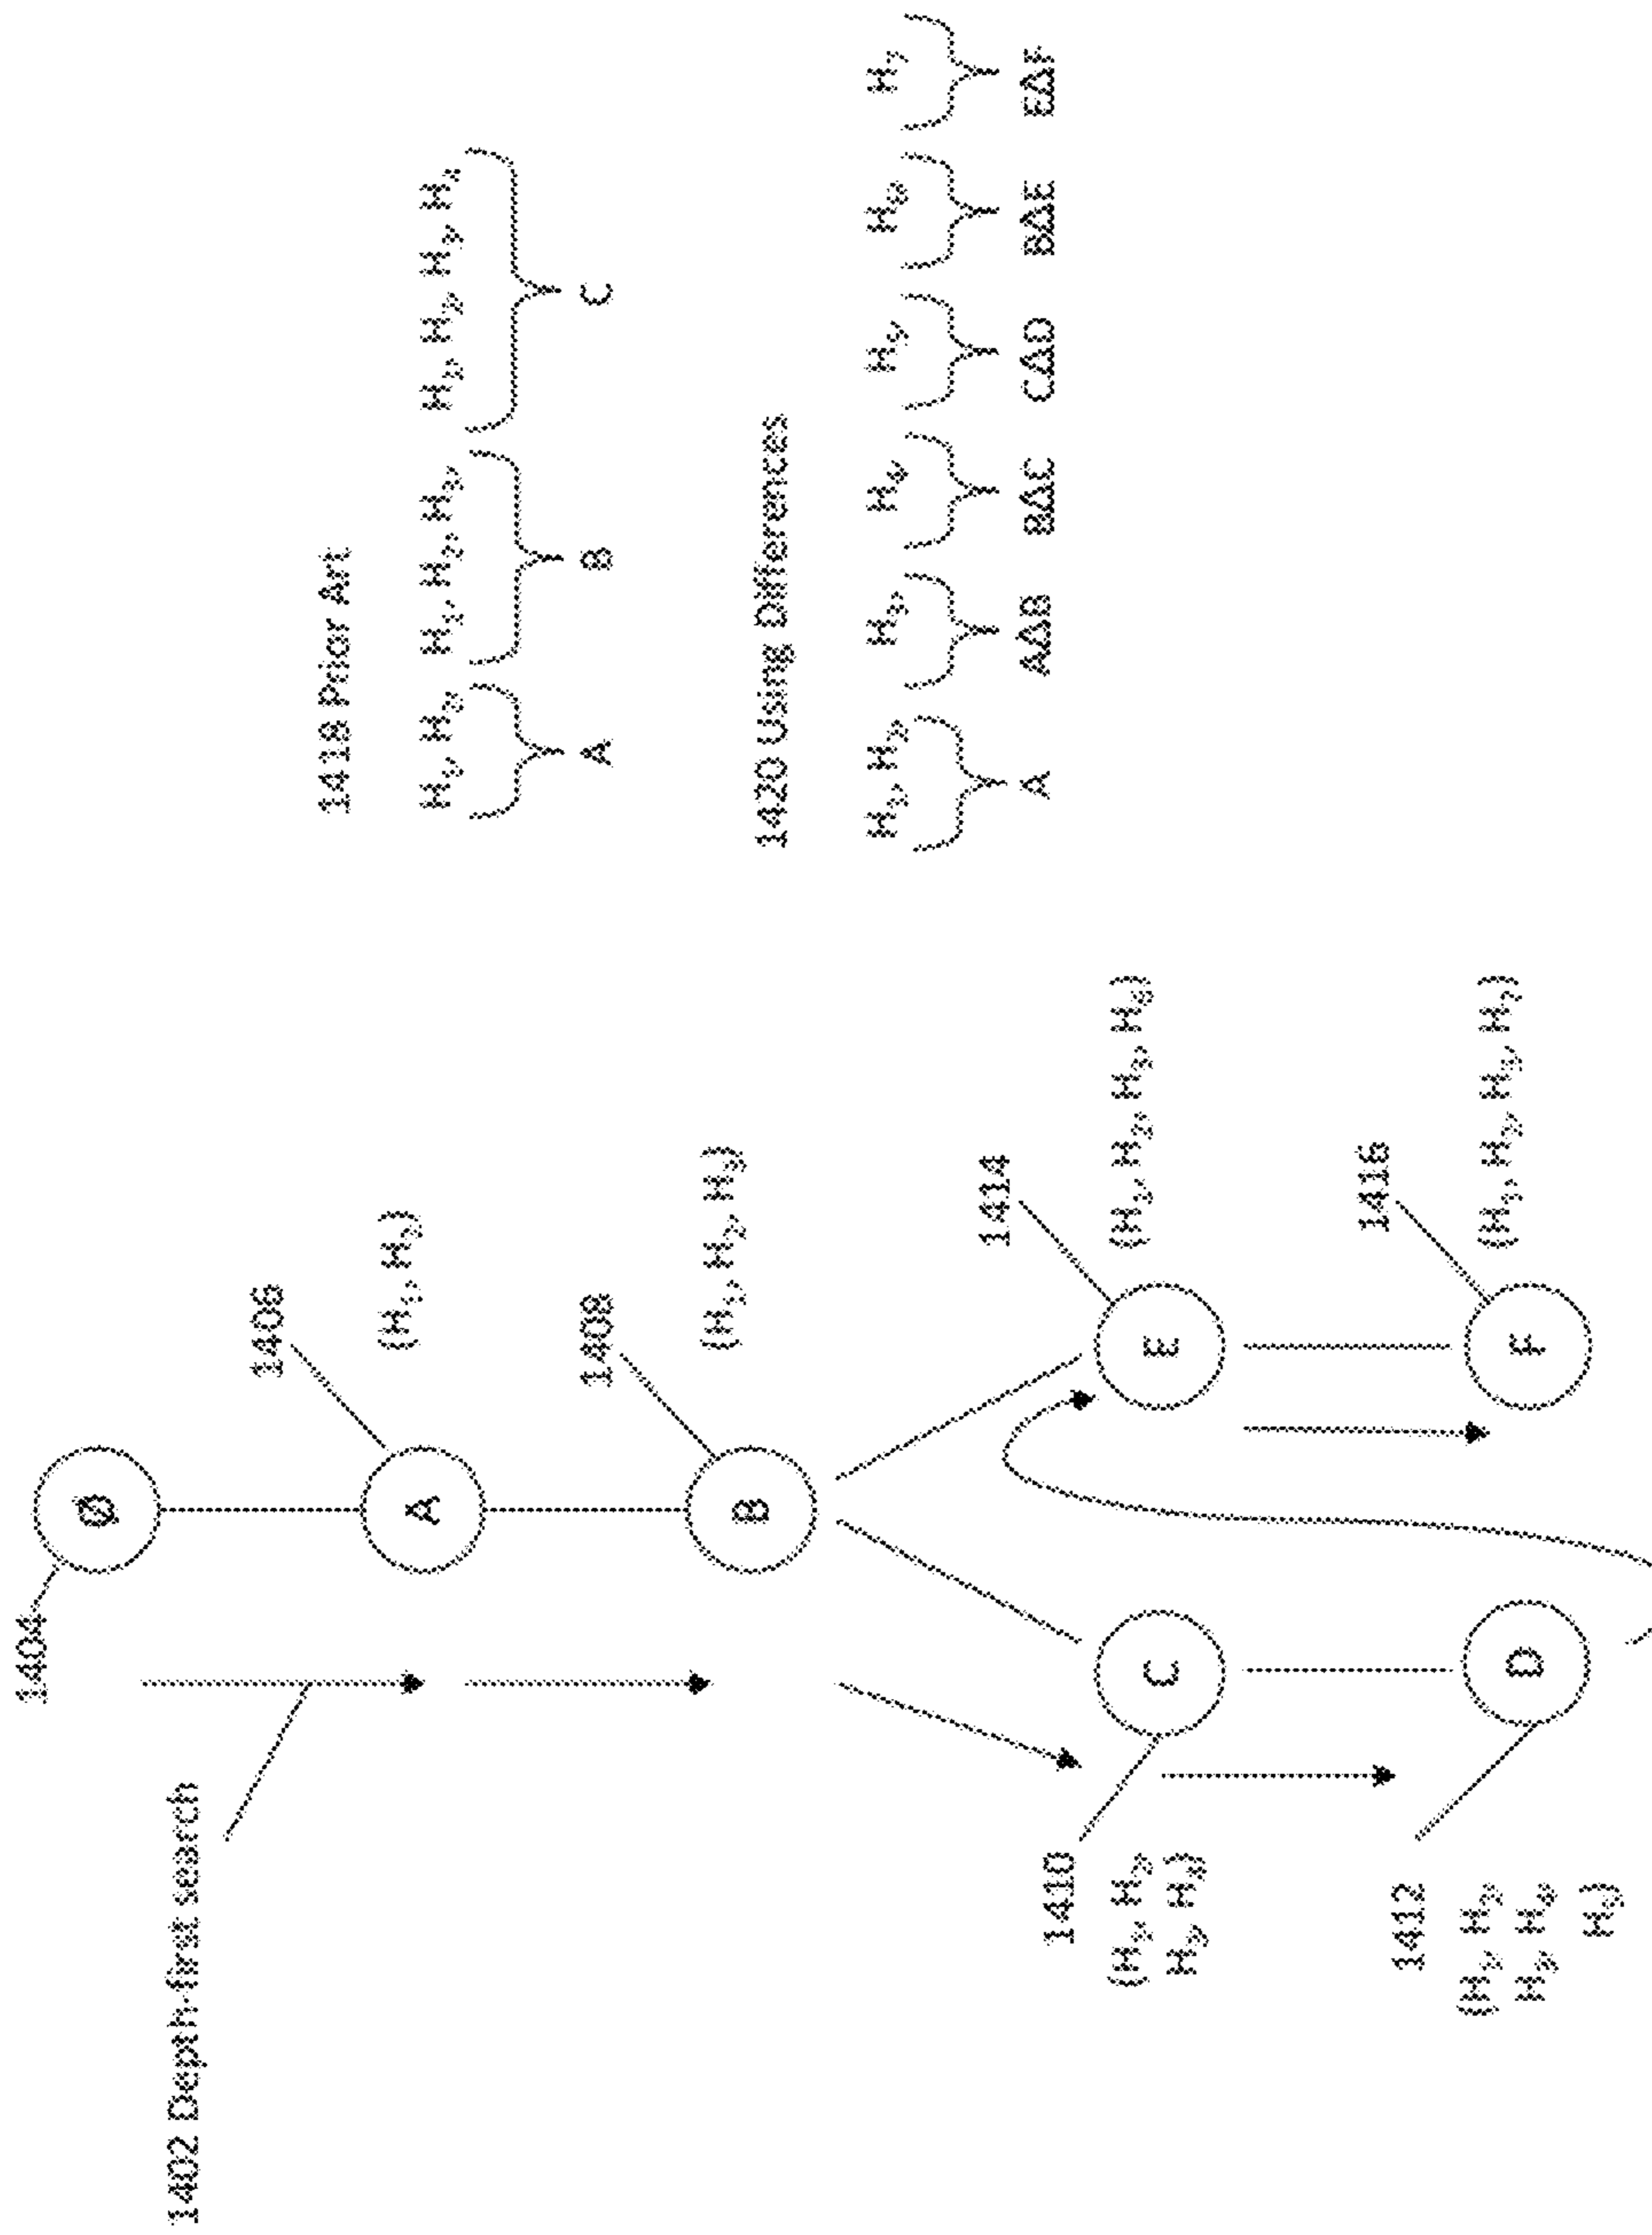 1402 Depth-first search
1404
Ø
1406
A
(H₁, H₂)
1408
B
(H₁, H₂, H₃)
1410
(H₁, H₂,
H₃, H₄)
C
E
1414
(H₁, H₂, H₃, H₆)
1412
(H₁, H₂,
H₃, H₄,
H₅)
D
F
1416
(H₁, H₂, H₃, H₇)
1418 Prior Art
H₁, H₂, H₁, H₂, H₃, H₁, H₂, H₃, H₄
A B C
1420 Using Differences
H₁, H₂, H₃, H₄, H₅, H₆, H₇
A AΔB BΔC CΔD BΔE EΔF